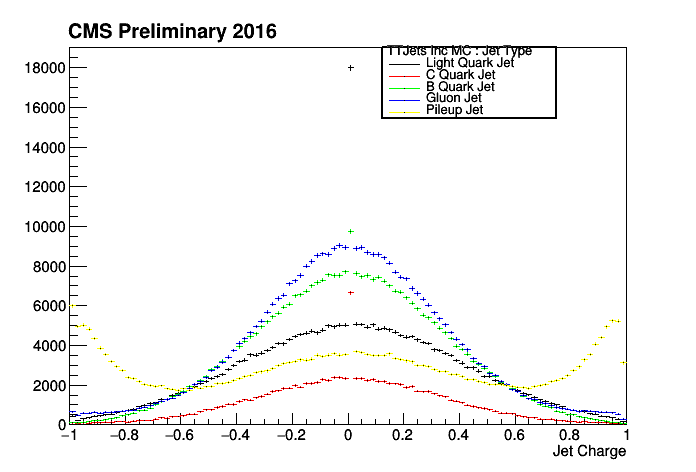 CMS Preliminary 2016
TTJets Inc MC : Jet Type
Light Quark Jet
C Quark Jet
B Quark Jet
Gluon Jet
Pileup Jet
18000
16000
14000
12000
10000
8000
6000
4000
2000
0
−1 −0.8 −0.6 −0.4 −0.2 0 0.2 0.4 0.6 0.8 1
Jet Charge